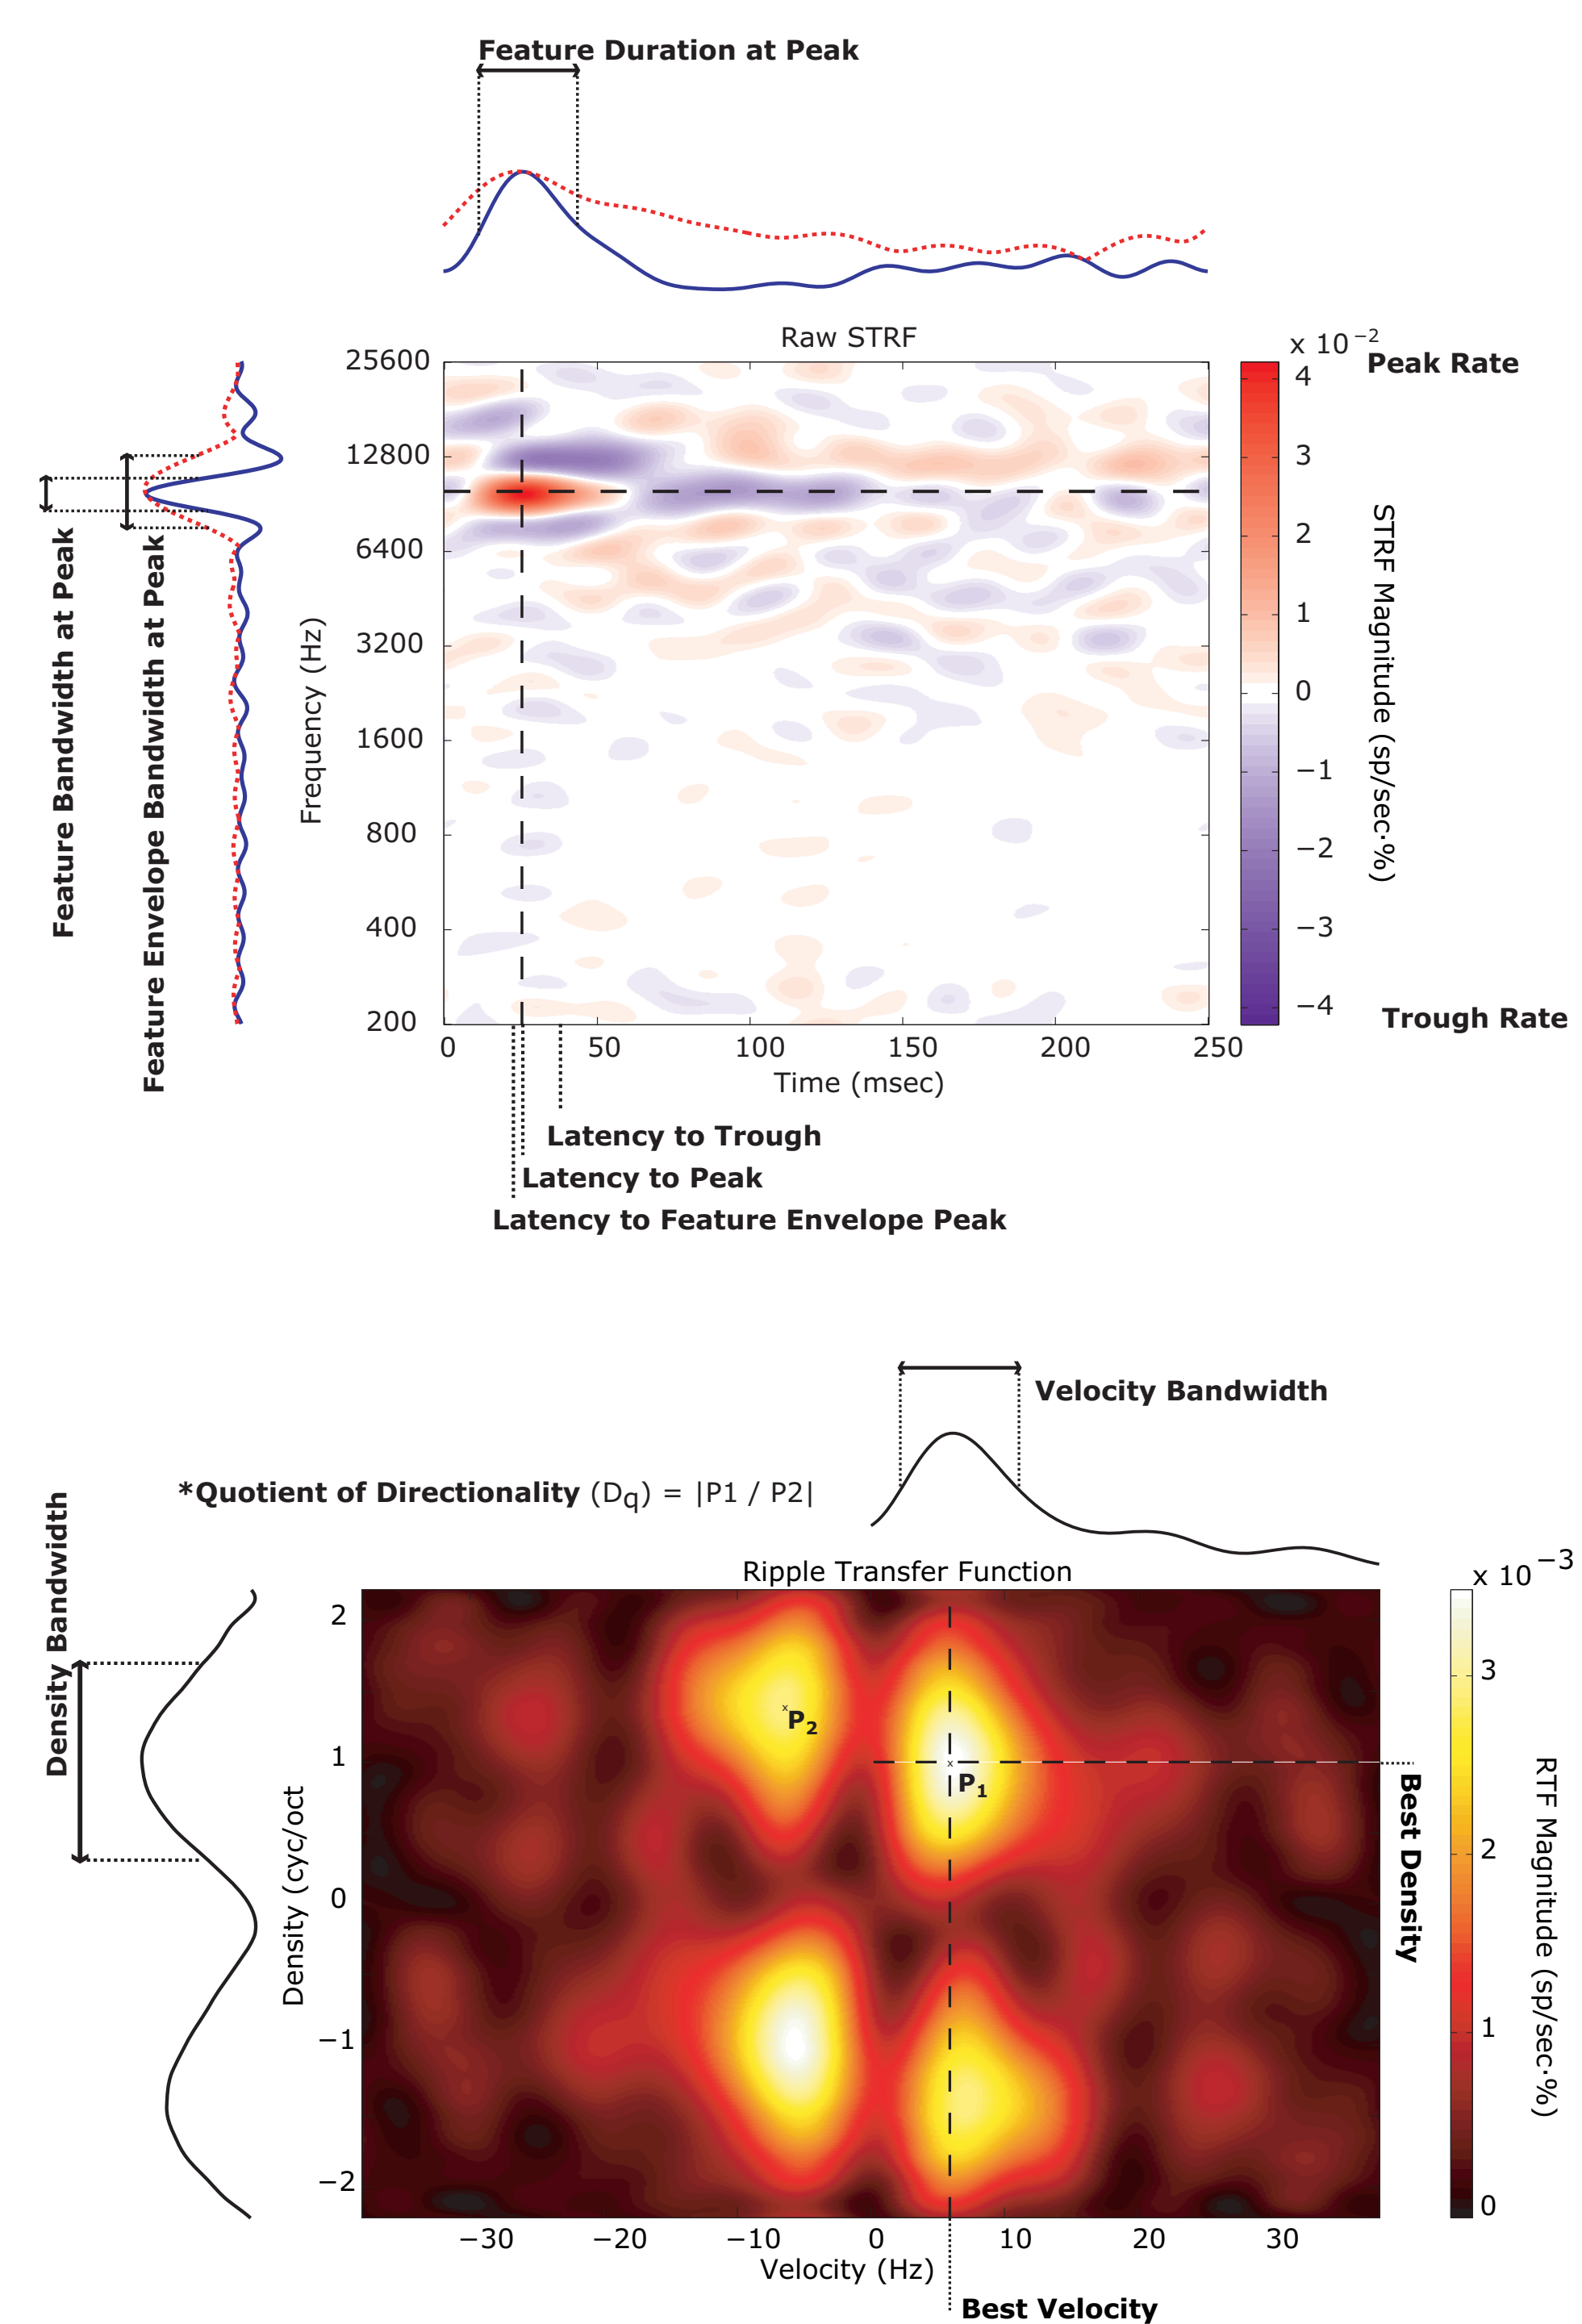 Feature Duration at Peak
Raw STRF
x 10−2
Peak Rate
25600
12800
6400
3200
1600
800
400
200
Frequency (Hz)
Feature Bandwidth at Peak
Feature Envelope Bandwidth at Peak
4
3
2
1
0
−1
−2
−3
−4
STRF Magnitude (sp/sec·%)
Trough Rate
0 50 100 150 200 250
Time (msec)
Latency to Trough
Latency to Peak
Latency to Feature Envelope Peak
Velocity Bandwidth
*Quotient of Directionality (Dq) = |P1 / P2|
Density Bandwidth
Ripple Transfer Function
x 10−3
2
1
0
−1
−2
Density (cyc/oct)
P2
P1
3
2
1
0
RTF Magnitude (sp/sec·%)
Best Density
−30 −20 −10 0 10 20 30
Velocity (Hz)
Best Velocity